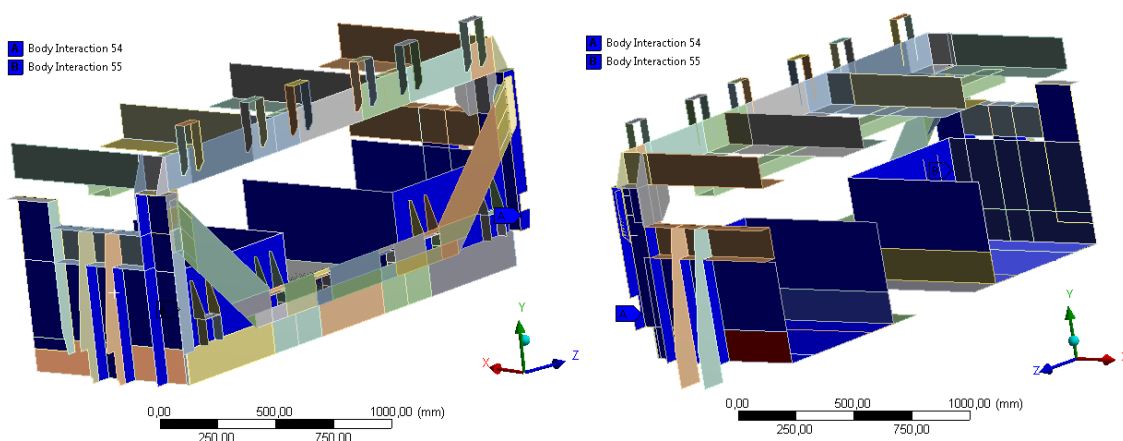 A Body Interaction 54
B Body Interaction 55
A
Y
X
Z
0,00 500,00 1000,00 (mm)
250,00 750,00
A Body Interaction 54
B Body Interaction 55
B
A
Y
Z
0,00 500,00 1000,00 (mm)
250,00 750,00